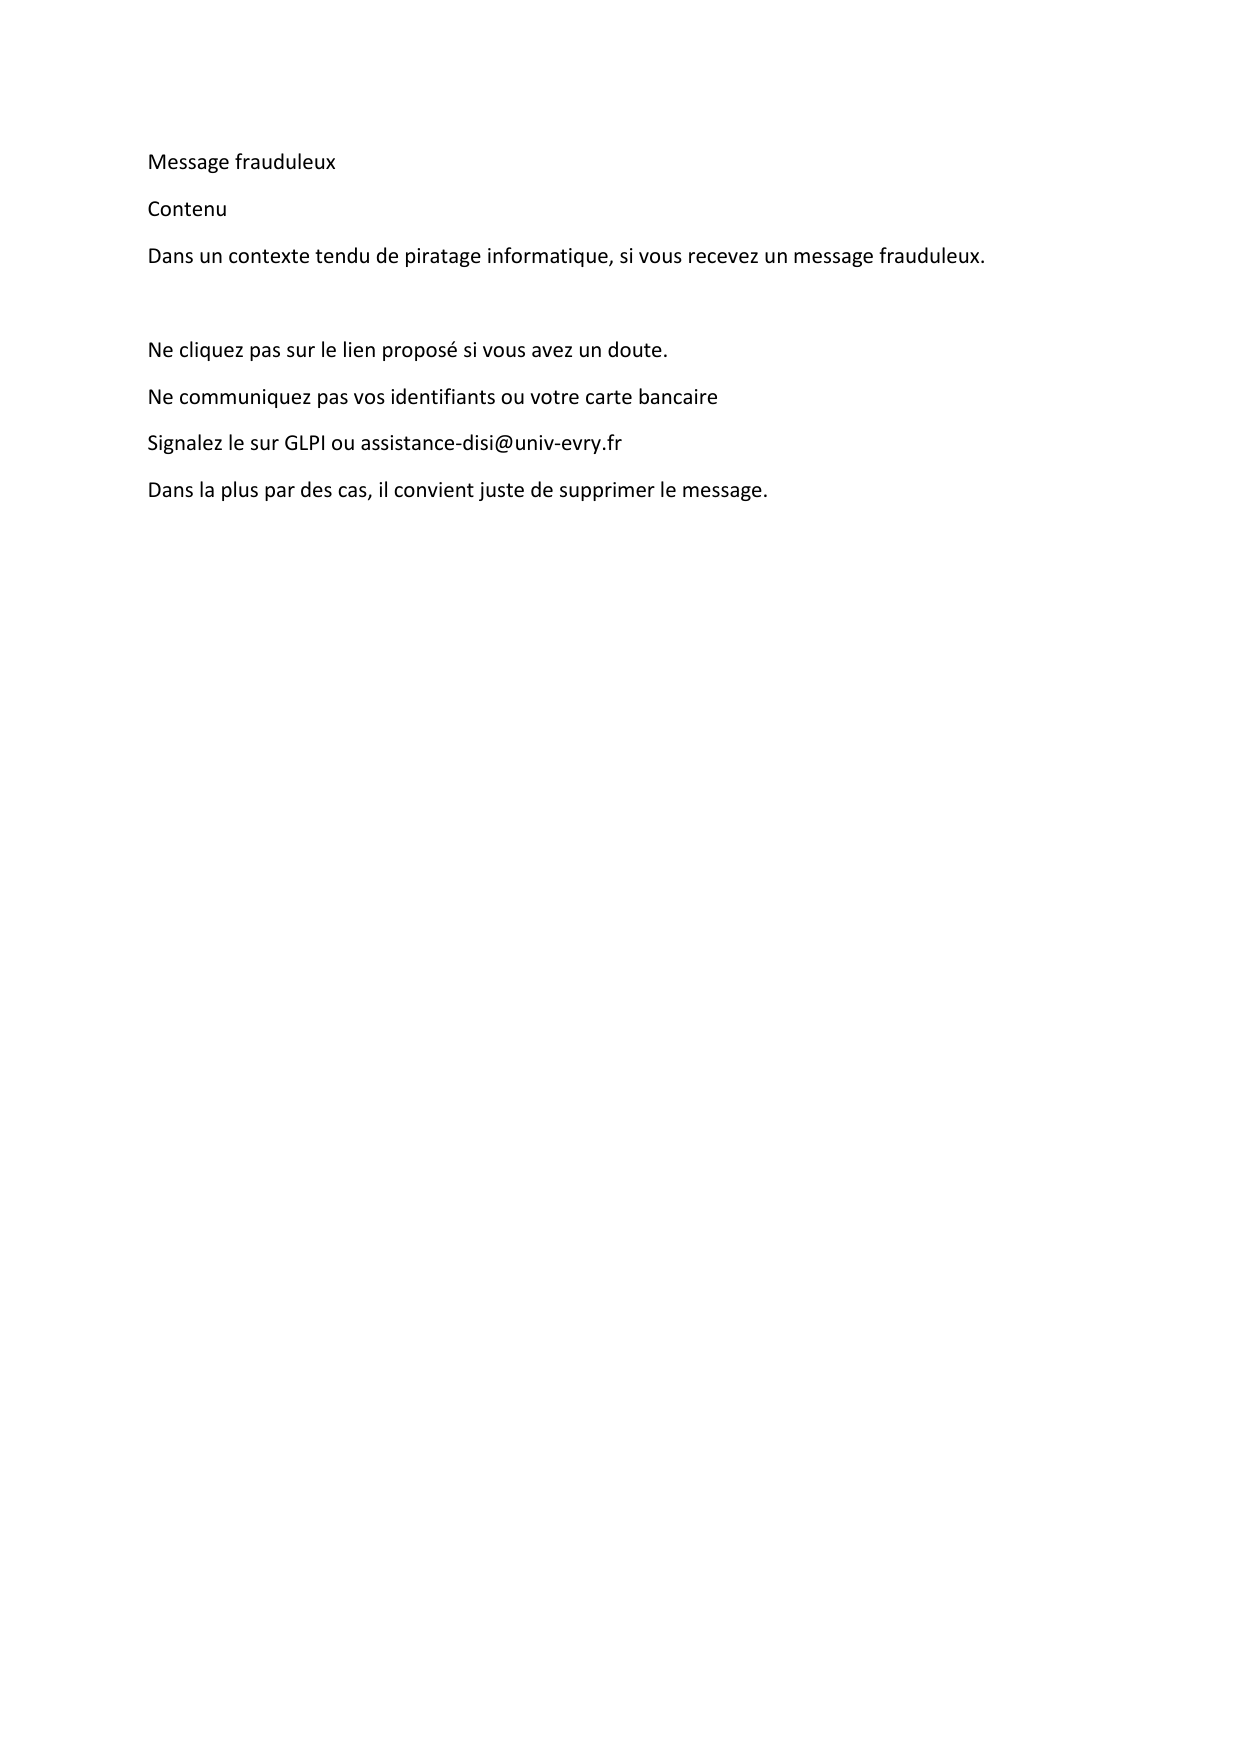 Message frauduleux
Contenu
Dans un contexte tendu de piratage informatique, si vous recevez un message frauduleux.
Ne cliquez pas sur le lien proposé si vous avez un doute.
Ne communiquez pas vos identifiants ou votre carte bancaire
Signalez le sur GLPI ou assistance-disi@univ-evry.fr
Dans la plus par des cas, il convient juste de supprimer le message.